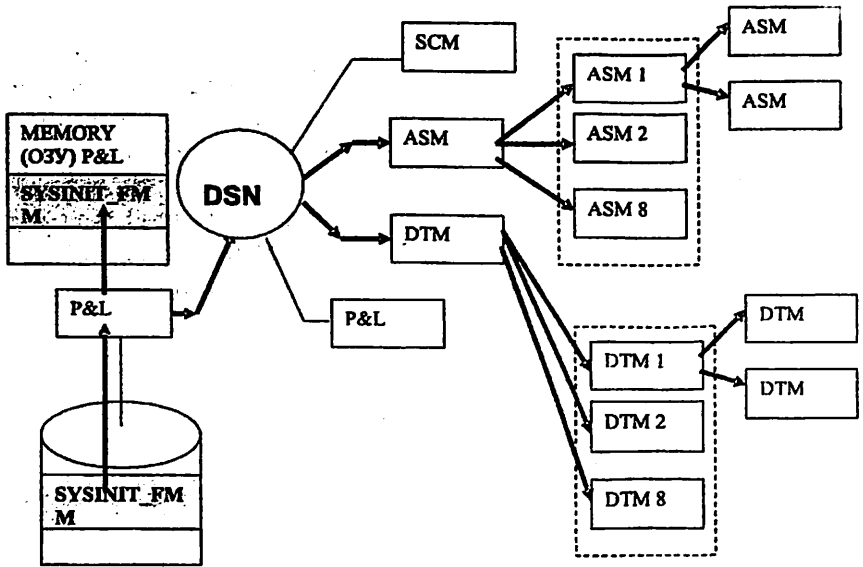 SCM
ASM
ASM 1
ASM
ASM
ASM 2
ASM 8
MEMORY
(ОЗУ) P&L
SYSINIT_FM
M
DSN
DTM
P&L
P&L
DTM
DTM 1
DTM
DTM 2
DTM 8
SYSINIT_FM
M